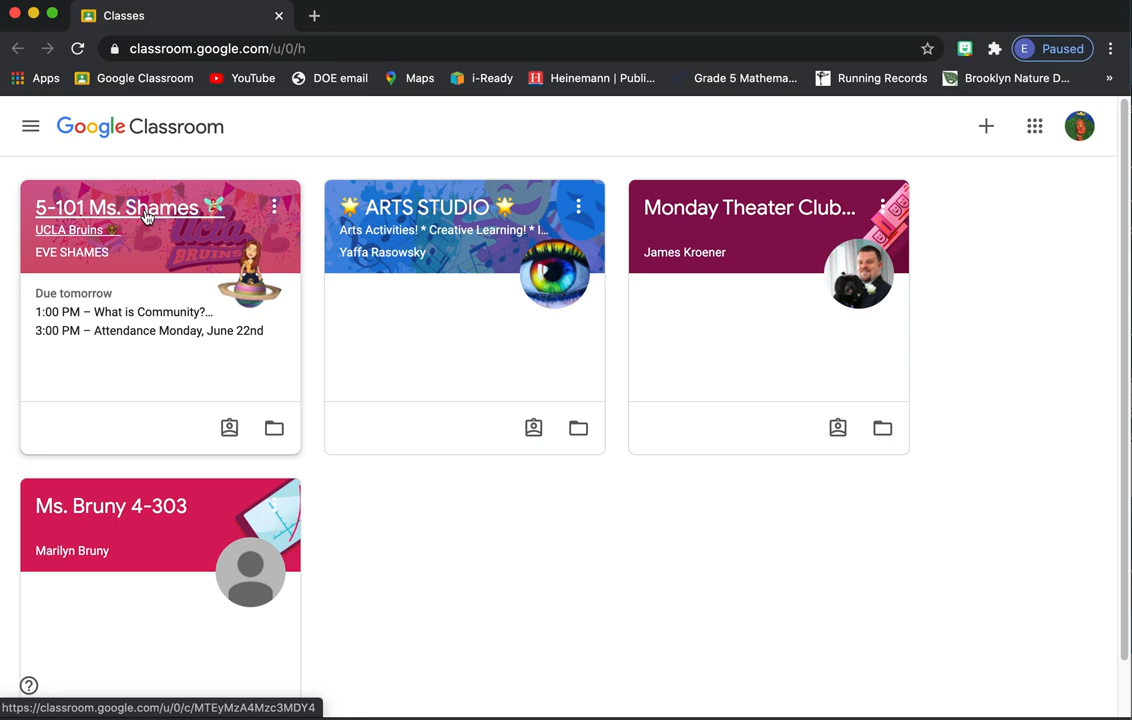 Classes
classroom.google.com/u/0/h
E Paused
Apps Google Classroom YouTube DOE email Maps i-Ready H Heinemann | Publi... Grade 5 Mathema... Running Records Brooklyn Nature D... »
Google Classroom
5-101 Ms. Shames
UCLA Bruins
EVE SHAMES
ucla
BRUINS
Due tomorrow
1:00 PM – What is Community?...
3:00 PM – Attendance Monday, June 22nd
🌟 ARTS STUDIO 🌟
Arts Activities! * Creative Learning! * I...
Yaffa Rasowsky
Monday Theater Club...
James Kroener
Ms. Bruny 4-303
Marilyn Bruny
https://classroom.google.com/u/0/c/MTEyMzA4Mzc3MDY4